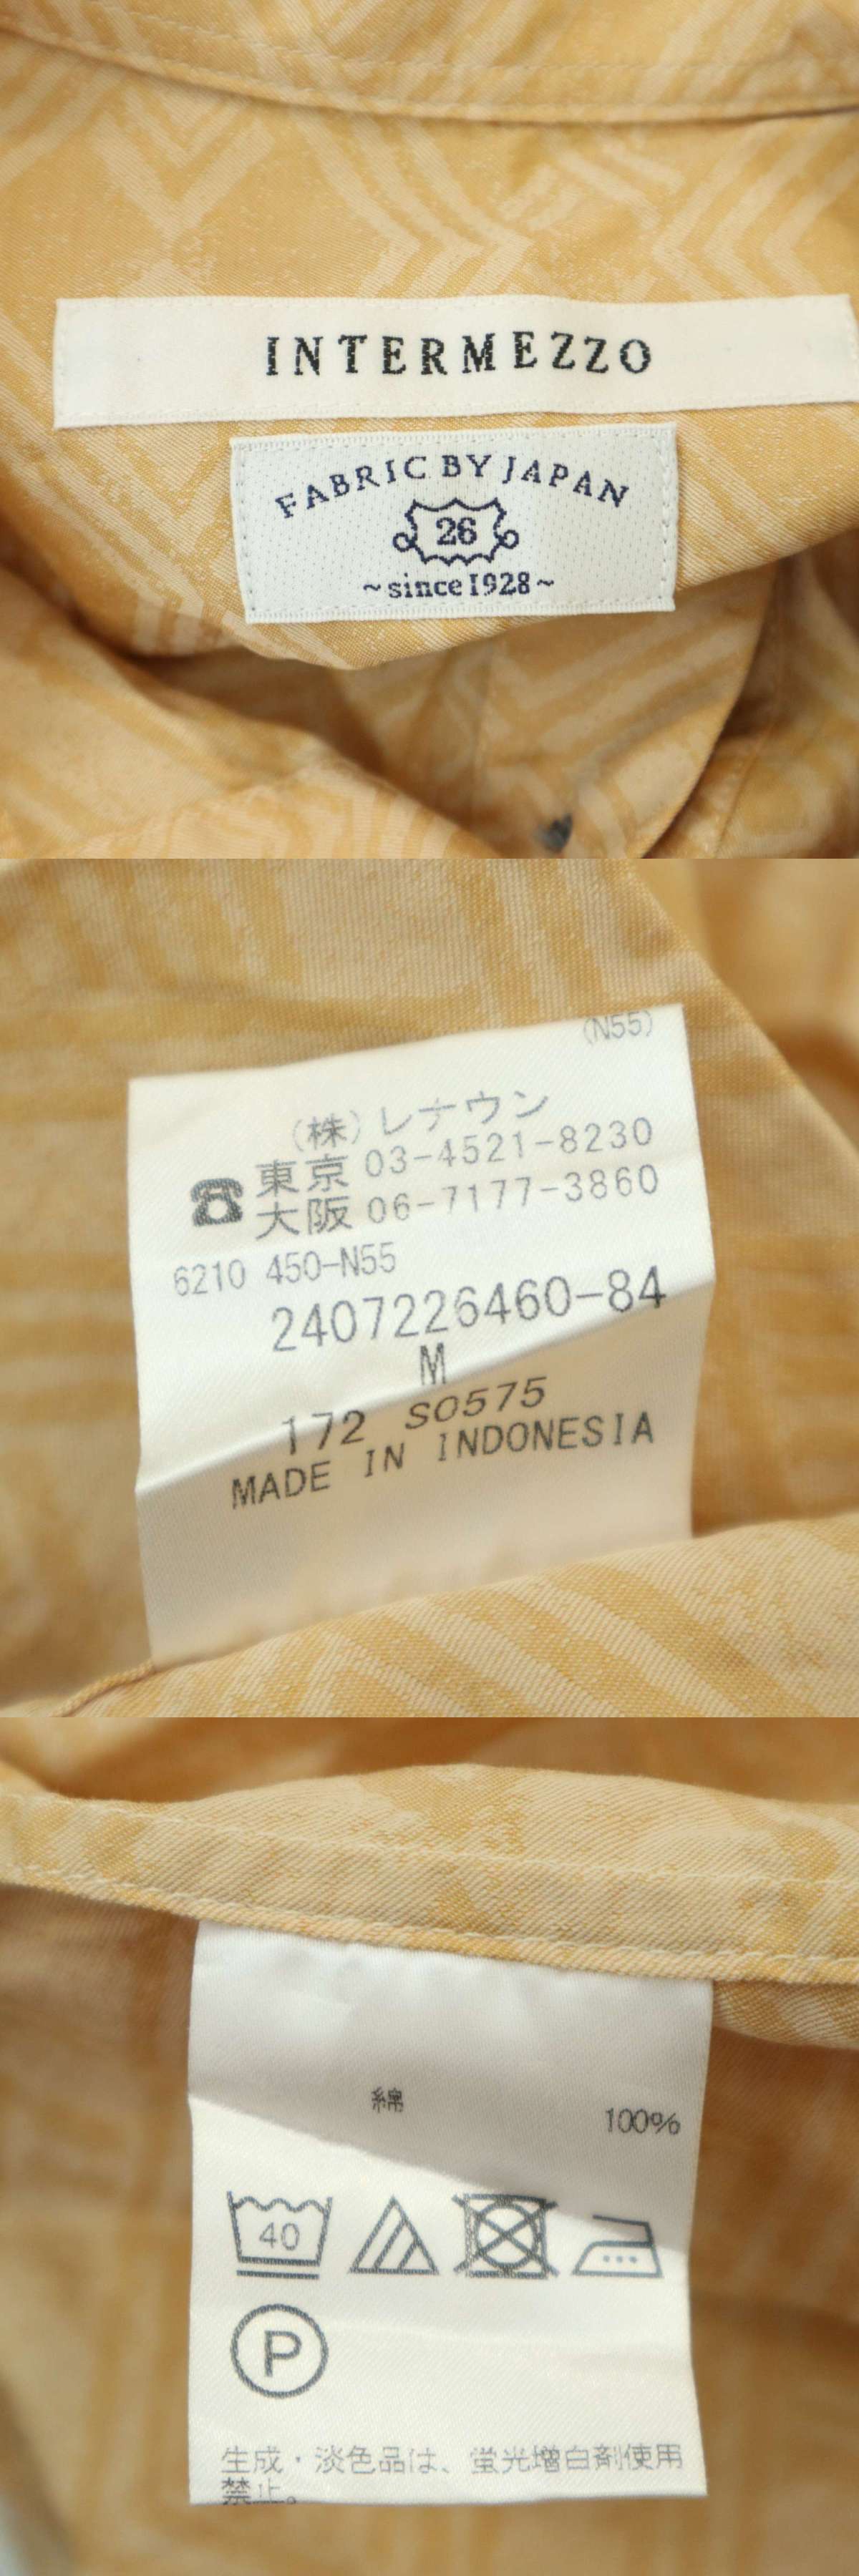 INTERMEZZO
FABRIC BY JAPAN
26
~since 1928~
(N55)
(株)レナウン
東京 03-4521-8230
大阪 06-7177-3860
6210 450-N55
2407226460-84
M
172 S0575
MADE IN INDONESIA
綿 100%
40
P
生成・淡色品は、蛍光増白剤使用
禁止。